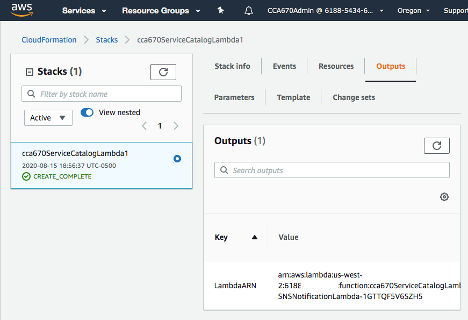 aws
Services
Resource Groups
CCA670Admin @ 6188-5434-6...
Oregon
Support
CloudFormation > Stacks > cca670ServiceCatalogLambda1
Stacks (1)
Filter by stack name
Active
View nested
< 1 >
cca670ServiceCatalogLambda1
2020-08-15 18:56:37 UTC-0500
CREATE_COMPLETE
Stack info
Events
Resources
Outputs
Parameters
Template
Change sets
Outputs (1)
Search outputs
Key
Value
LambdaARN
arn:aws:lambda:us-west-
2:6188 :function:cca670ServiceCatalogLamb
SNSNotificationLambda-1GTTQF5V6SZH5